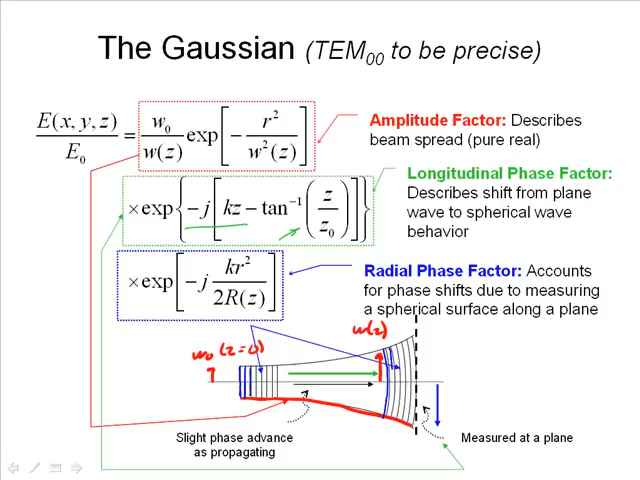 The Gaussian (TEM₀₀ to be precise)
E(x, y, z) / E₀ = w₀ / w(z) exp[ − r² / w²(z) ]
Amplitude Factor: Describes
beam spread (pure real)
× exp{ − j [ kz − tan⁻¹ ( z / z₀ ) ] }
Longitudinal Phase Factor:
Describes shift from plane
wave to spherical wave
behavior
× exp[ − j kr² / 2R(z) ]
Radial Phase Factor: Accounts
for phase shifts due to measuring
a spherical surface along a plane
w(z)
w₀ (z=0)
Slight phase advance
as propagating
Measured at a plane